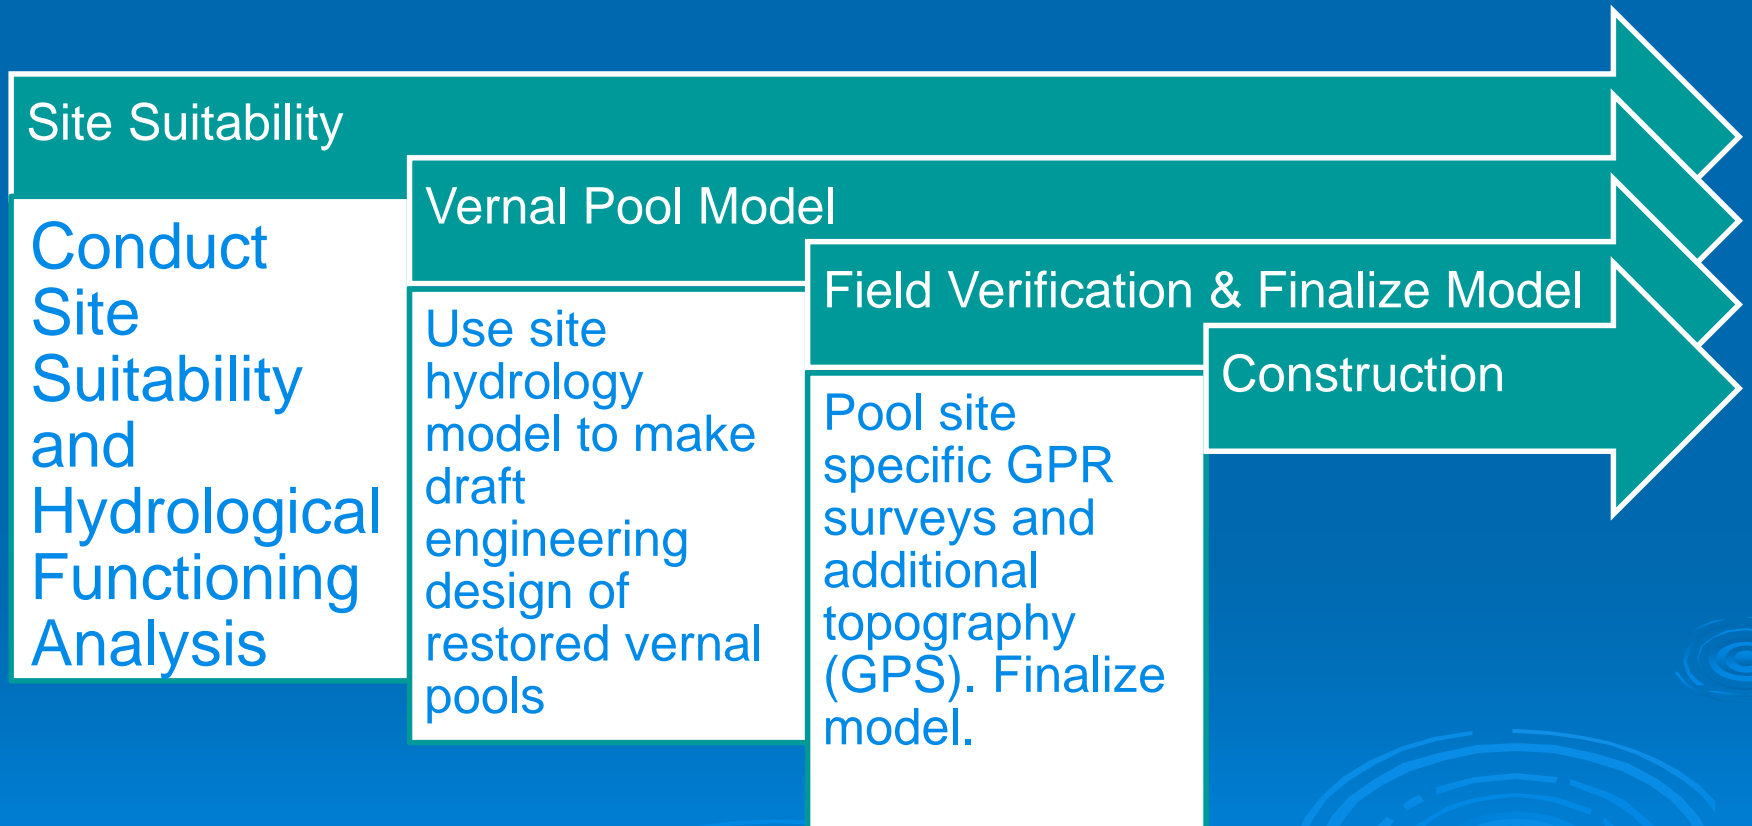 Site Suitability
Conduct
Site
Suitability
and
Hydrological
Functioning
Analysis
Vernal Pool Model
Use site
hydrology
model to make
draft
engineering
design of
restored vernal
pools
Field Verification & Finalize Model
Pool site
specific GPR
surveys and
additional
topography
(GPS). Finalize
model.
Construction